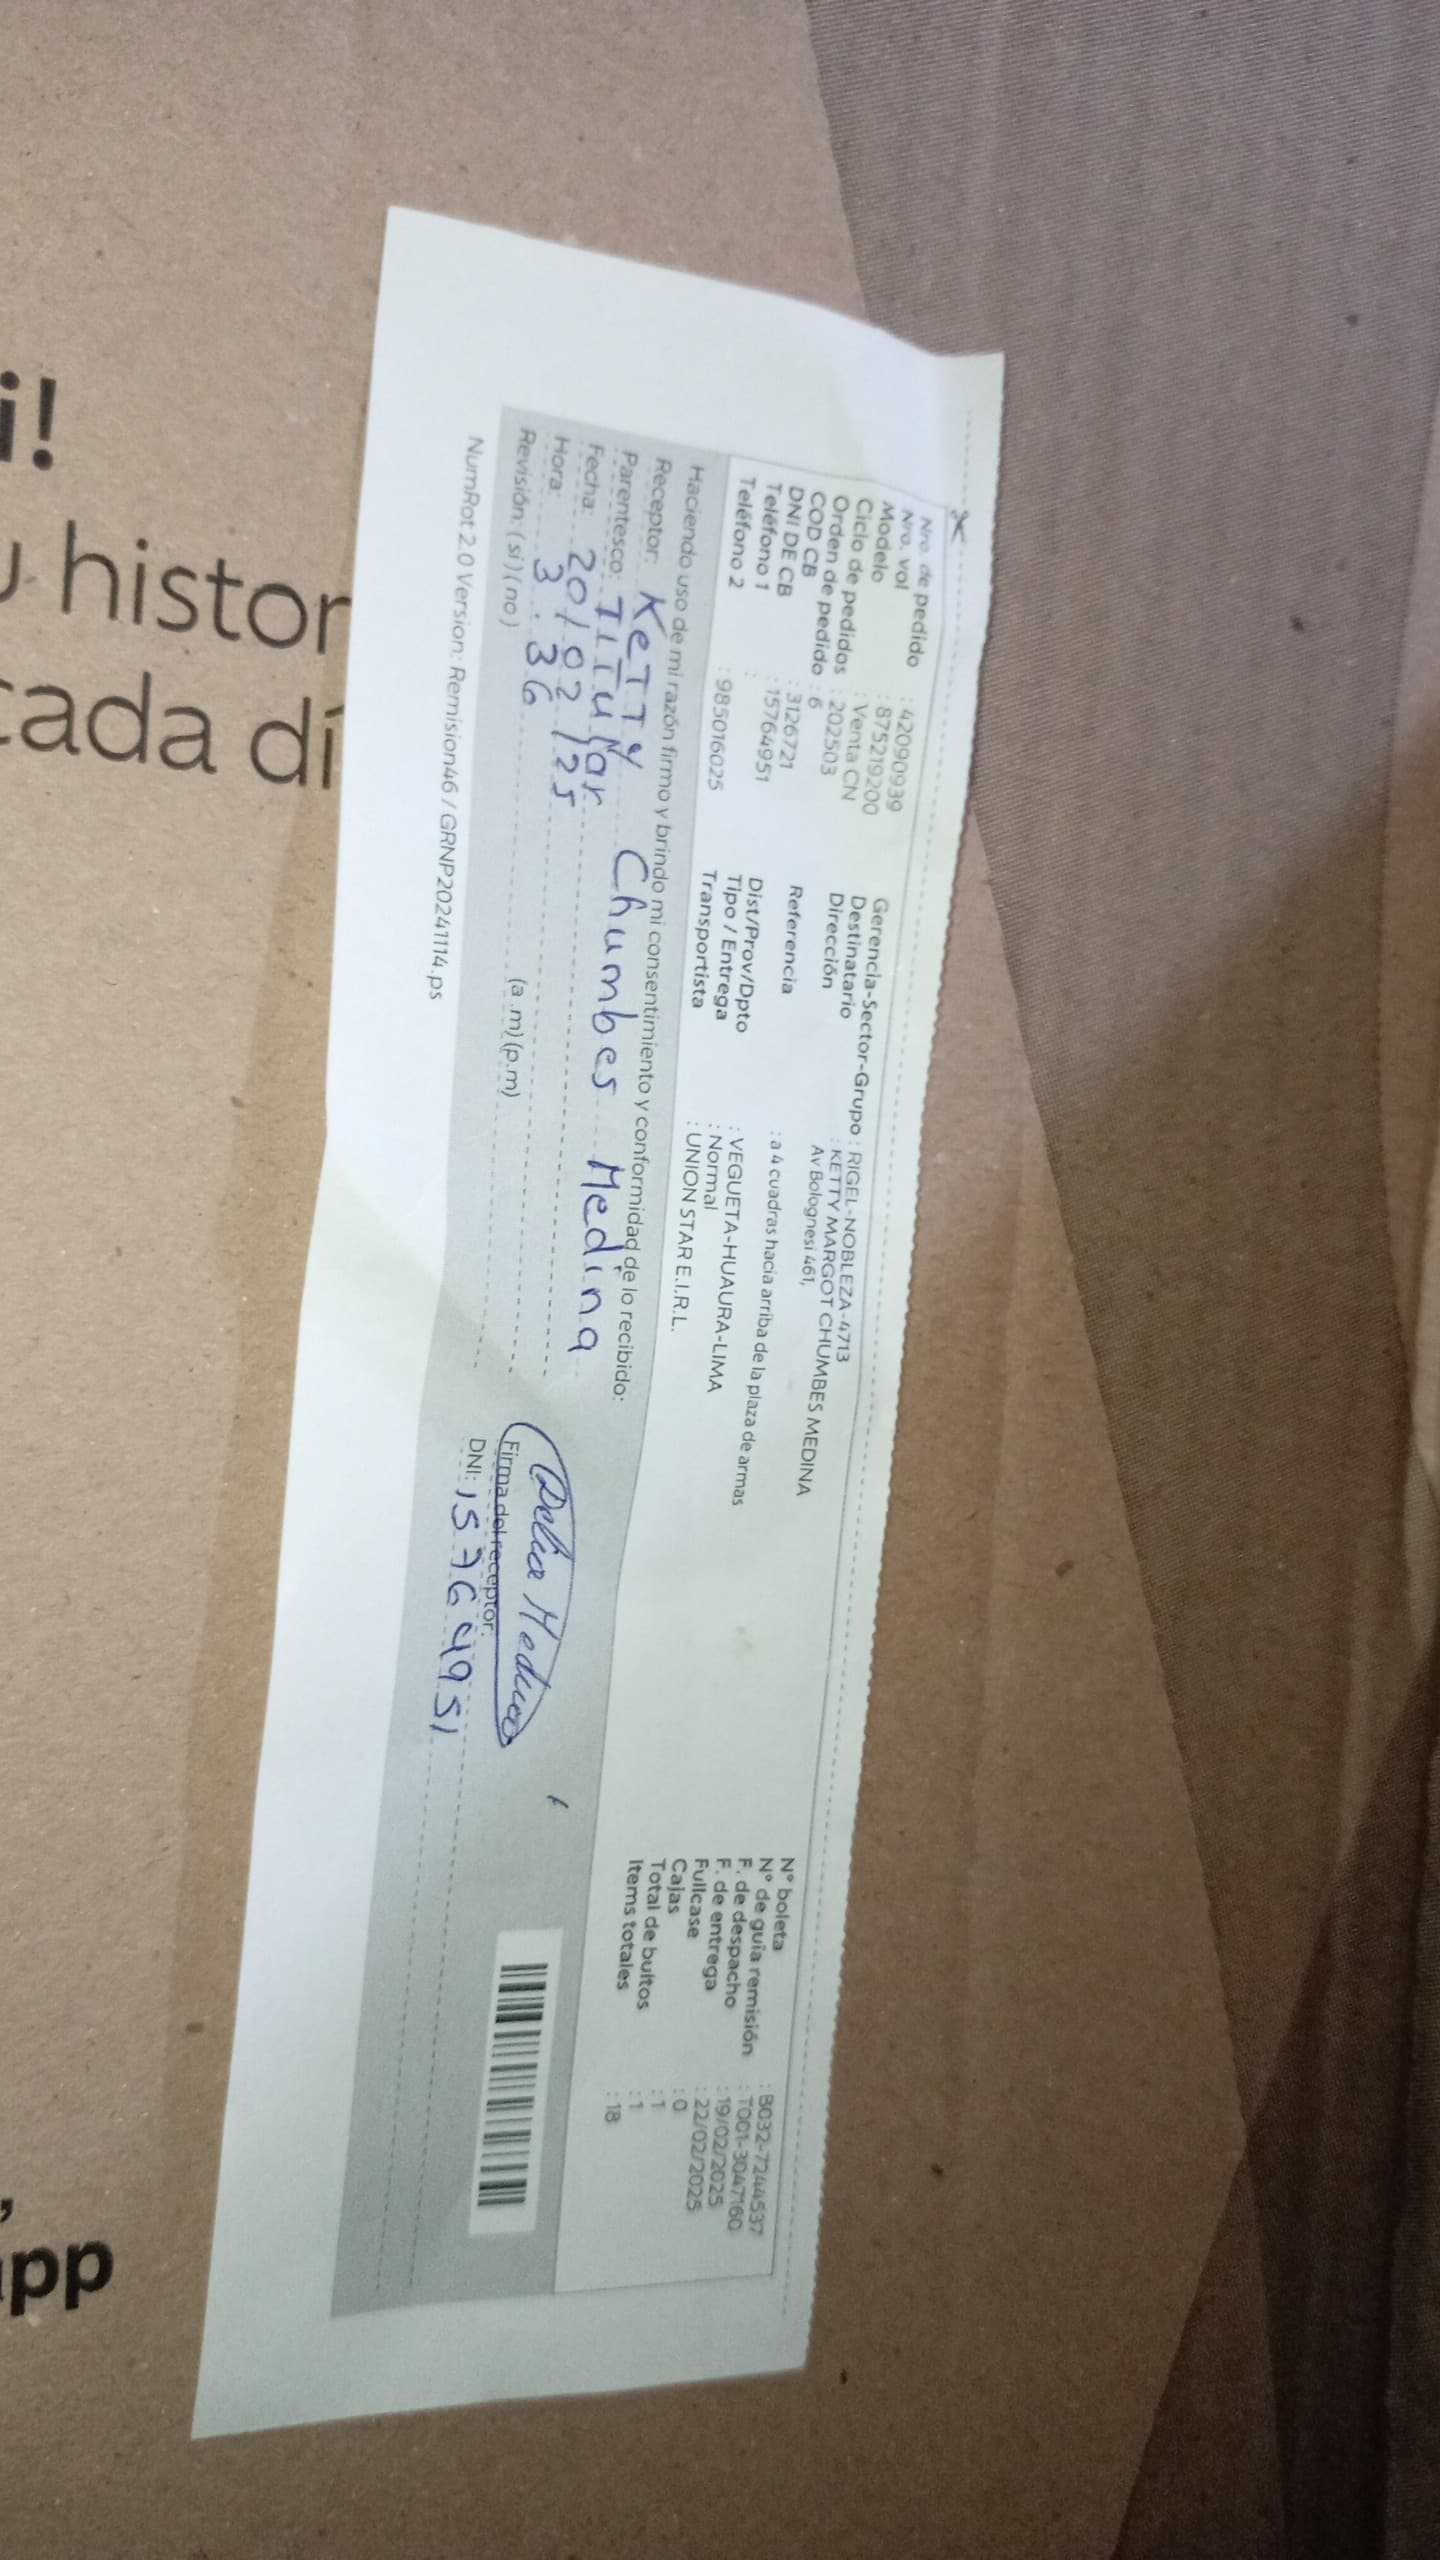 Nro. de pedido : 42090939
Nro. vol : 875219200
Modelo : Venta CN
Ciclo de pedidos : 202503
Orden de pedido : 6
COD CB : 3126721
DNI DE CB : 15764951
Teléfono 1 :
Teléfono 2 : 985016025
Gerencia-Sector-Grupo : RIGEL-NOBLEZA-4713
Destinatario : KETTY MARGOT CHUMBES MEDINA
Dirección Av Bolognesi 461,
Referencia : a 4 cuadras hacia arriba de la plaza de armas
Dist/Prov/Dpto : VEGUETA-HUAURA-LIMA
Tipo / Entrega : Normal
Transportista : UNION STAR E.I.R.L.
N° boleta : B032-7244537
N° de guía remisión : T001-3047160
F. de despacho : 19/02/2025
F. de entrega : 22/02/2025
Fullcase : 0
Cajas : 1
Total de bultos : 1
Items totales : 18
Haciendo uso de mi razón firmo y brindo mi consentimiento y conformidad de lo recibido:
Receptor: Ketty Chumbes Medina
Parentesco: Titular
Fecha: 20/02/25
Hora: 3:36 (a .m) (p.m)
Revisión: (si) (no)
Firma del receptor:
DNI: 15764951
NumRot 2.0 Version: Remision46 / GRNP20241114.ps
i!
histor
cada dí
pp